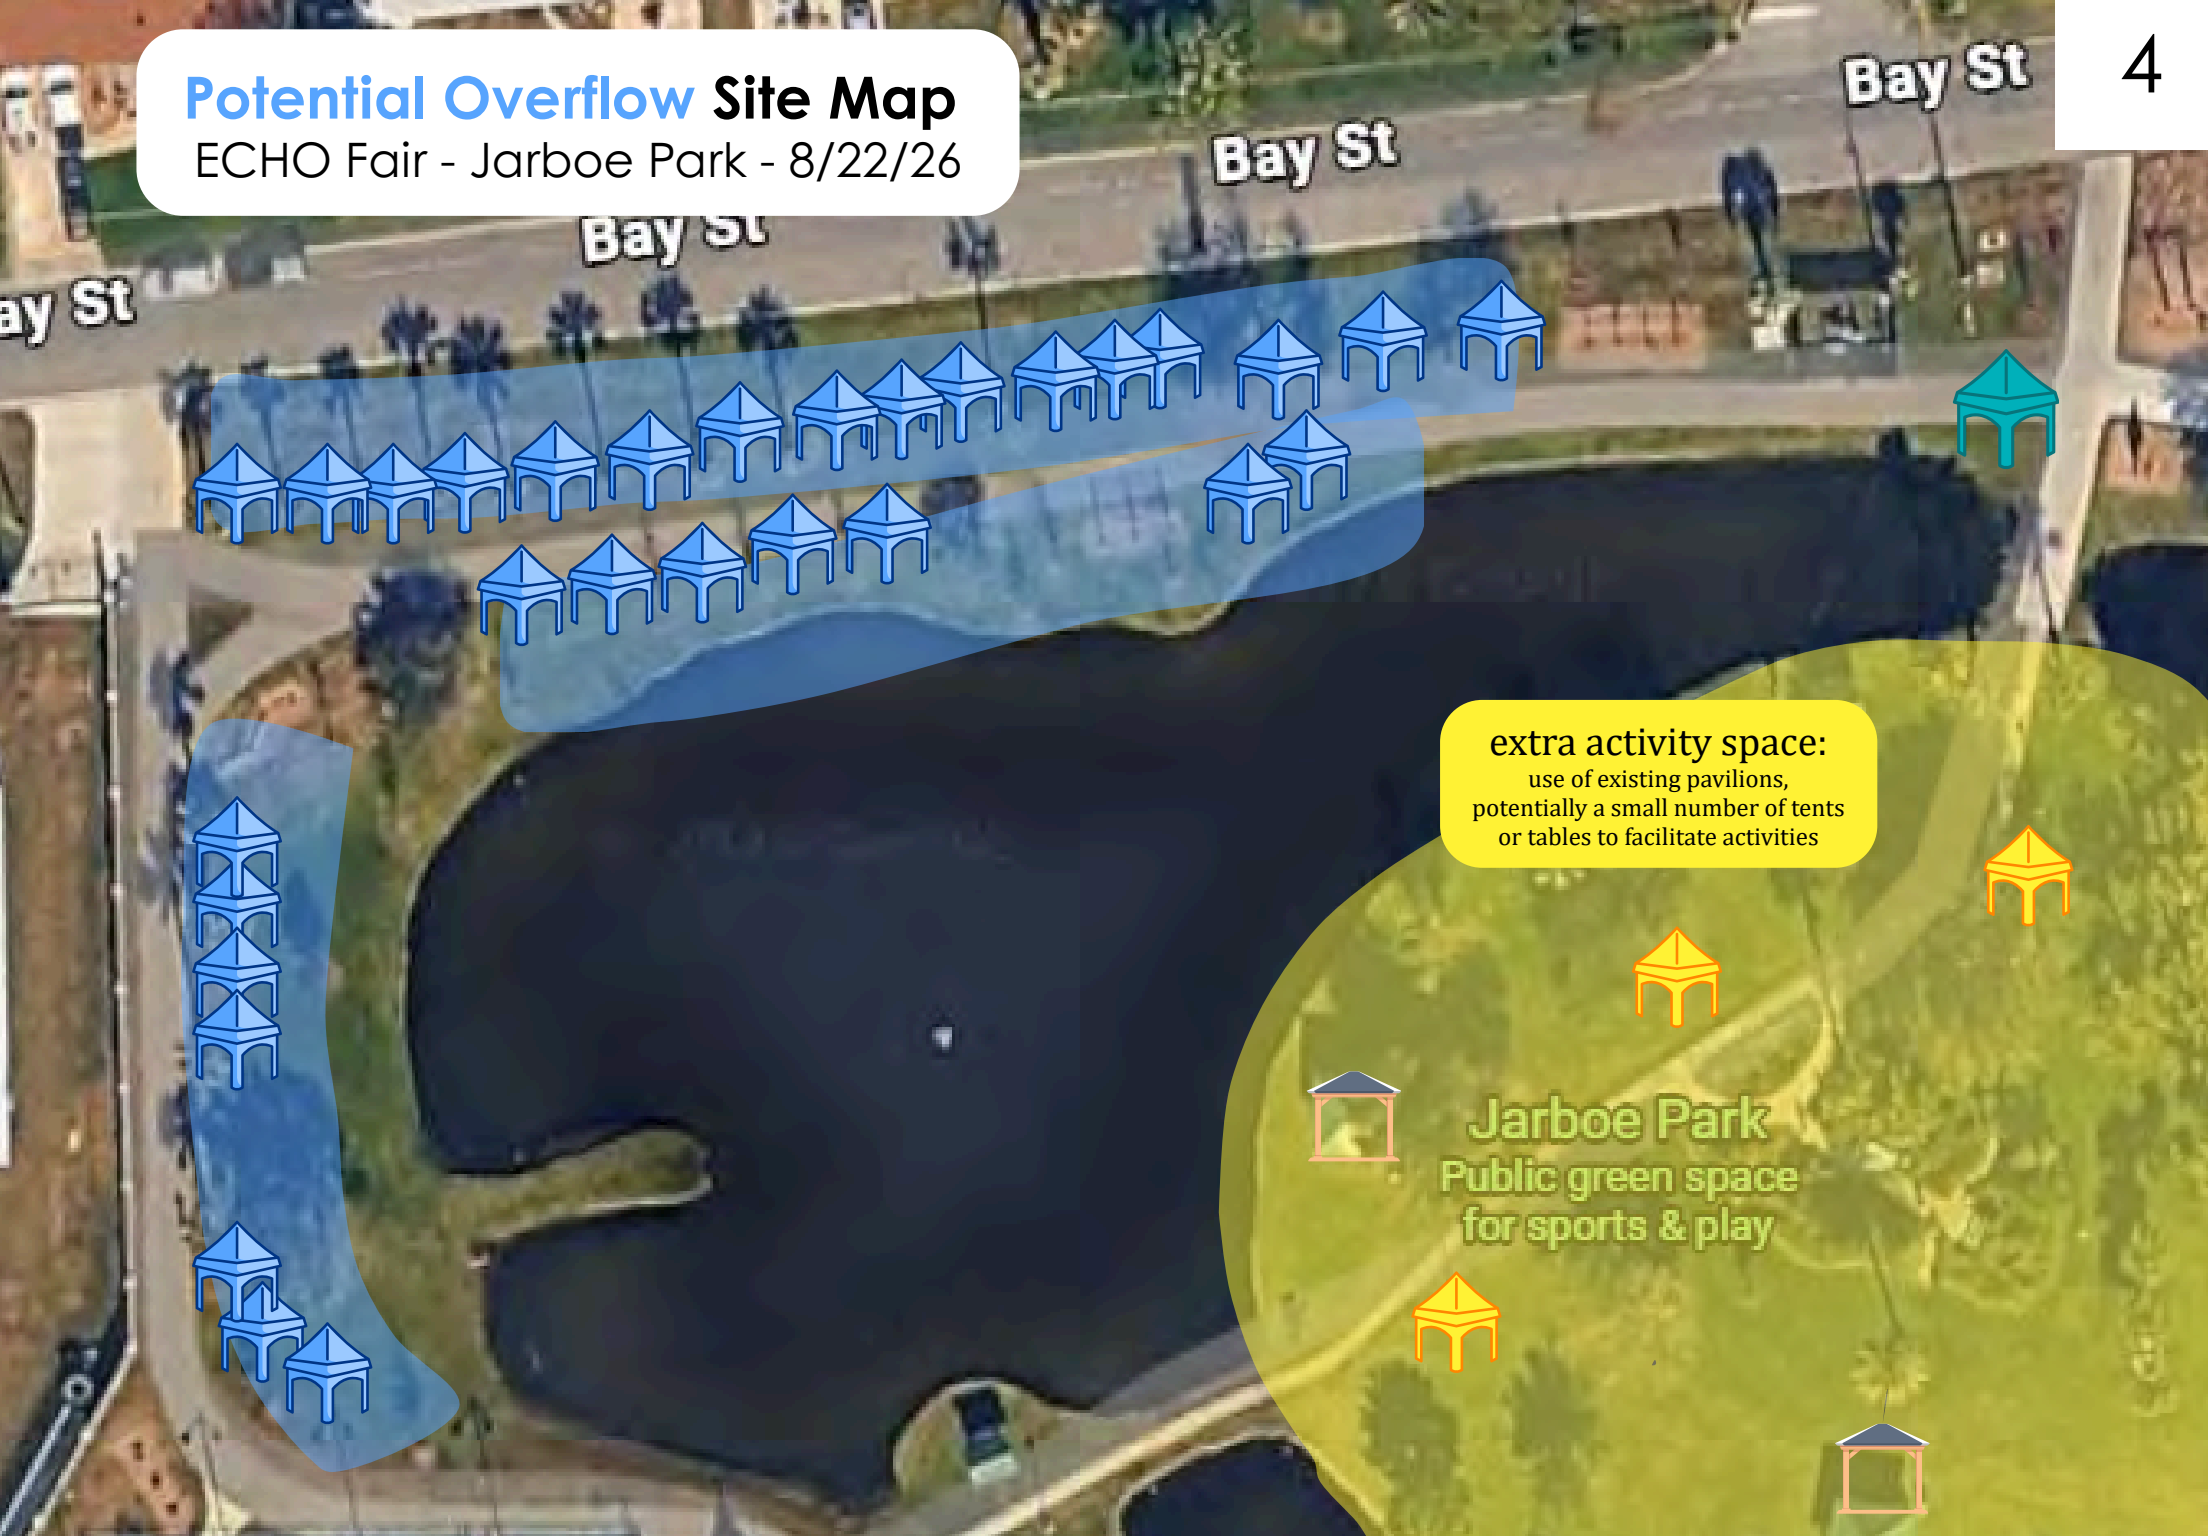 Potential Overflow Site Map
ECHO Fair - Jarboe Park - 8/22/26
4
Bay St
Bay St
Bay St
ay St
extra activity space:
use of existing pavilions,
potentially a small number of tents
or tables to facilitate activities
Jarboe Park
Public green space
for sports & play